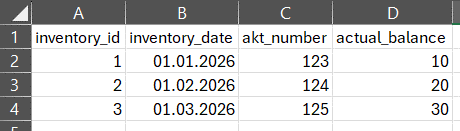 A B C D
1 inventory_id inventory_date akt_number actual_balance
2 1 01.01.2026 123 10
3 2 01.02.2026 124 20
4 3 01.03.2026 125 30